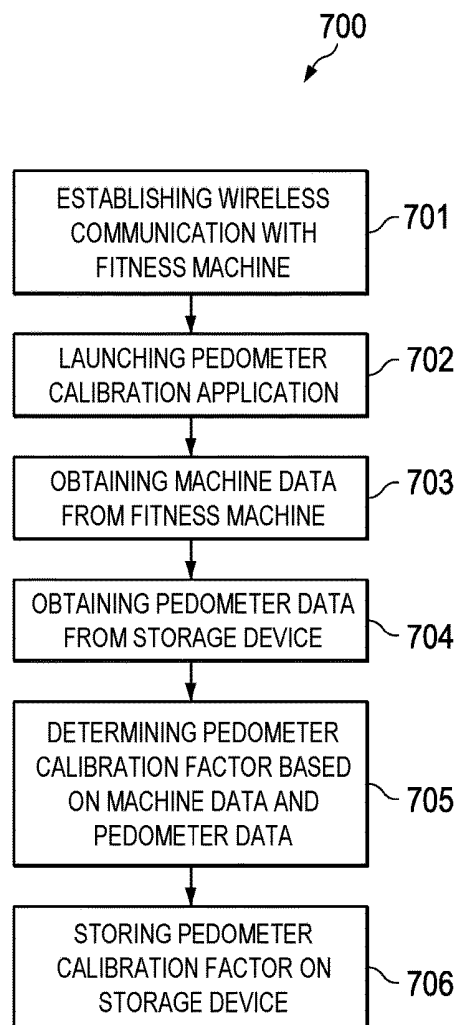 700
ESTABLISHING WIRELESS
COMMUNICATION WITH
FITNESS MACHINE
701
LAUNCHING PEDOMETER
CALIBRATION APPLICATION
702
OBTAINING MACHINE DATA
FROM FITNESS MACHINE
703
OBTAINING PEDOMETER DATA
FROM STORAGE DEVICE
704
DETERMINING PEDOMETER
CALIBRATION FACTOR BASED
ON MACHINE DATA AND
PEDOMETER DATA
705
STORING PEDOMETER
CALIBRATION FACTOR ON
STORAGE DEVICE
706